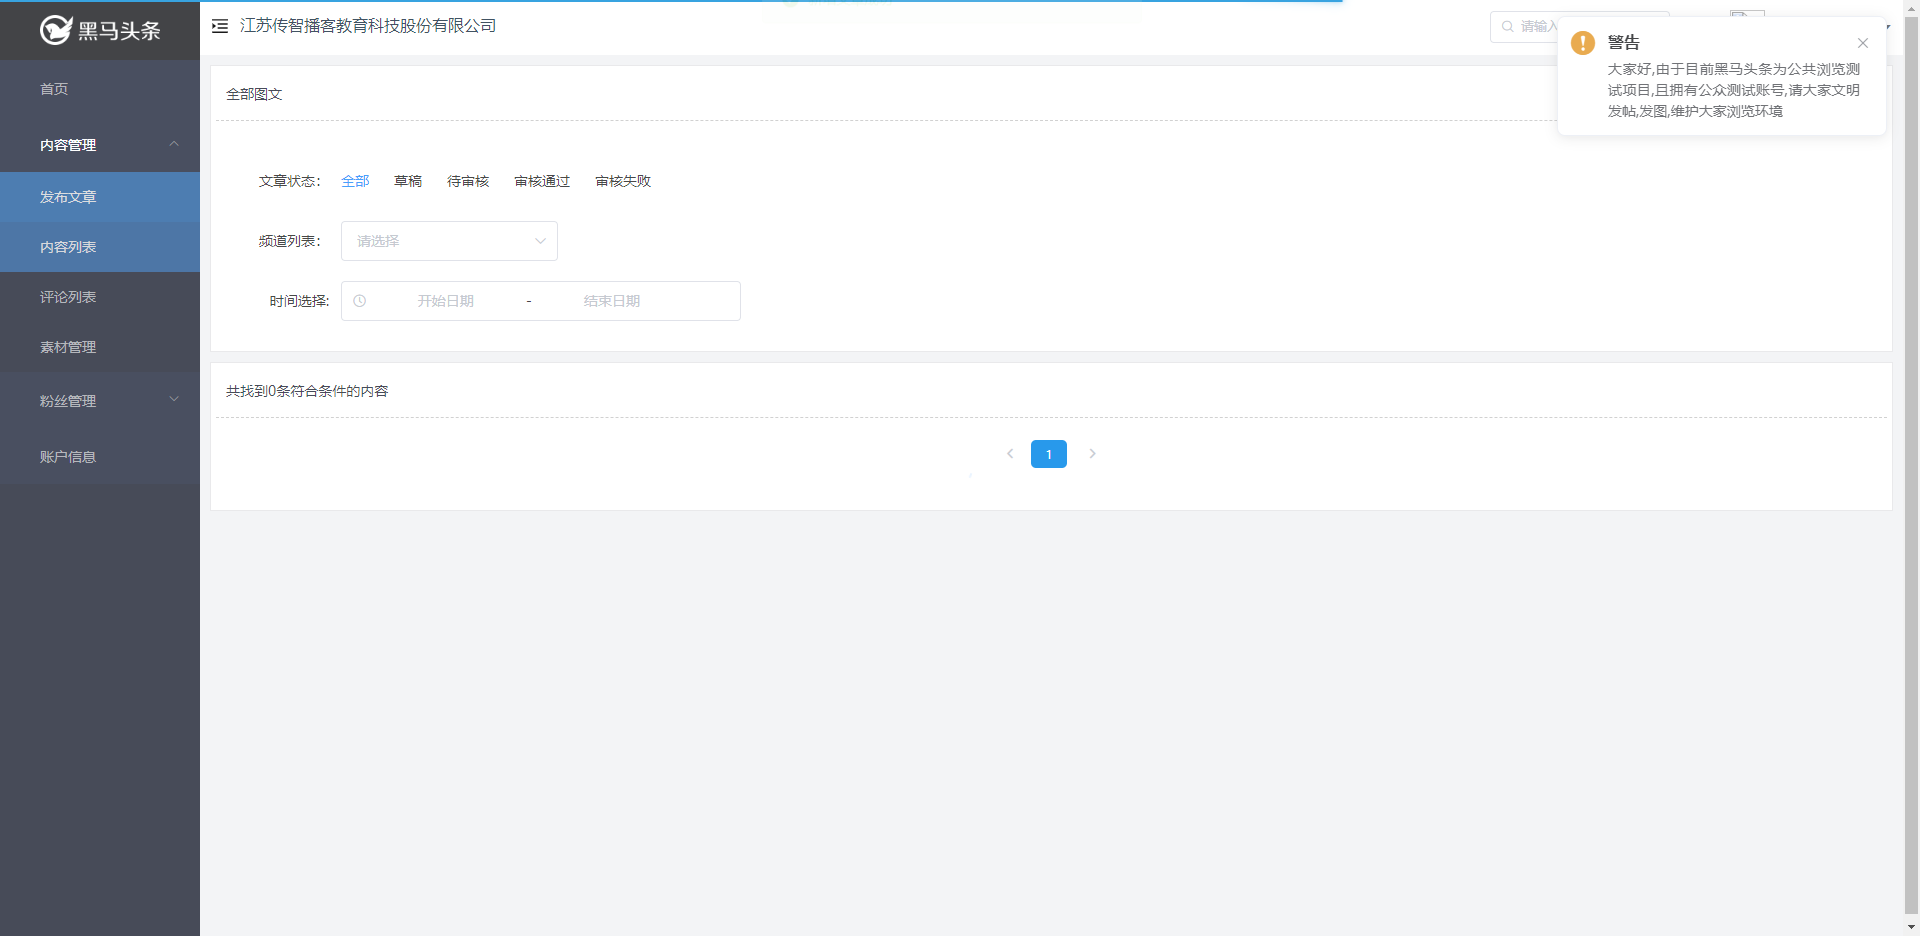 黑马头条
江苏传智播客教育科技股份有限公司
请输入
警告
大家好,由于目前黑马头条为公共浏览测
试项目,且拥有公众测试账号,请大家文明
发帖,发图,维护大家浏览环境
首页
内容管理
发布文章
内容列表
评论列表
素材管理
粉丝管理
账户信息
全部图文
文章状态: 全部 草稿 待审核 审核通过 审核失败
频道列表: 请选择
时间选择: 开始日期 - 结束日期
共找到0条符合条件的内容
1